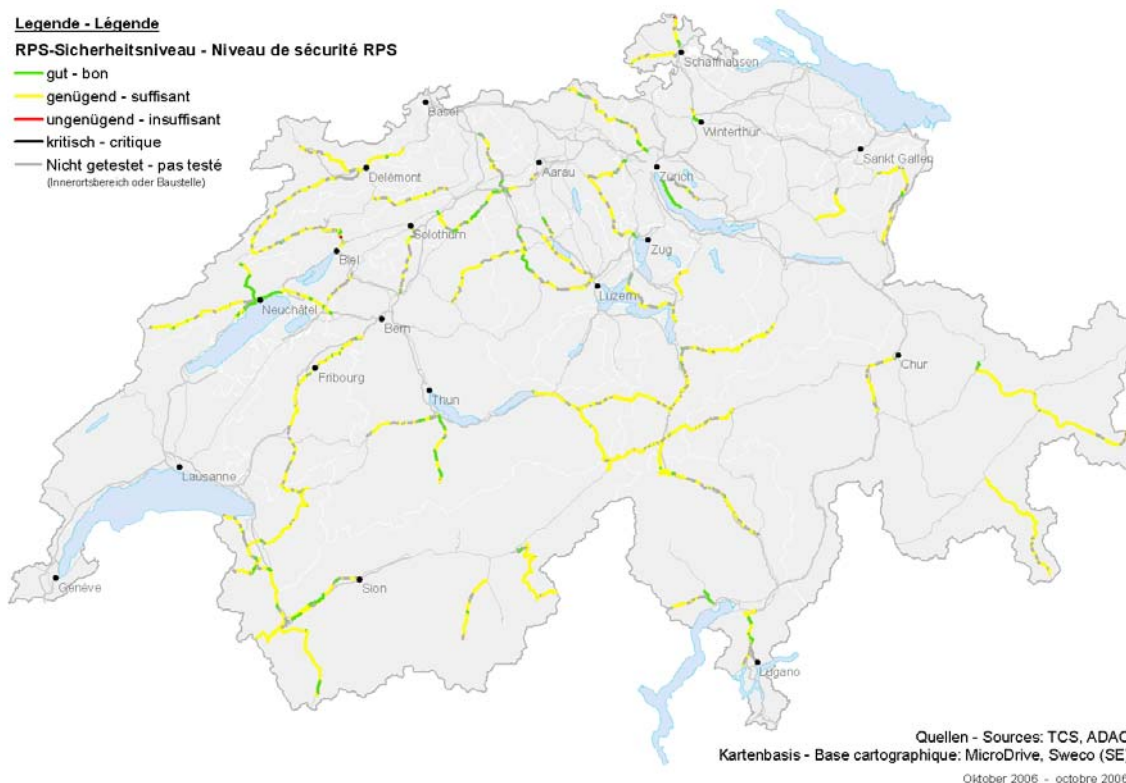 Legende - Légende
RPS-Sicherheitsniveau - Niveau de sécurité RPS
gut - bon
genügend - suffisant
ungenügend - insuffisant
kritisch - critique
Nicht getestet - pas testé
(Innerortsbereich oder Baustelle)
Schaffhausen
Basel
Winterthur
Sankt Gallen
Delémont
Aarau
Zürich
Solothurn
Biel
Zug
Luzern
Neuchâtel
Bern
Fribourg
Chur
Thun
Lausanne
Genève
Sion
Lugano
Quellen - Sources: TCS, ADAC
Kartenbasis - Base cartographique: MicroDrive, Sweco (SE)
Oktober 2006 - octobre 2006